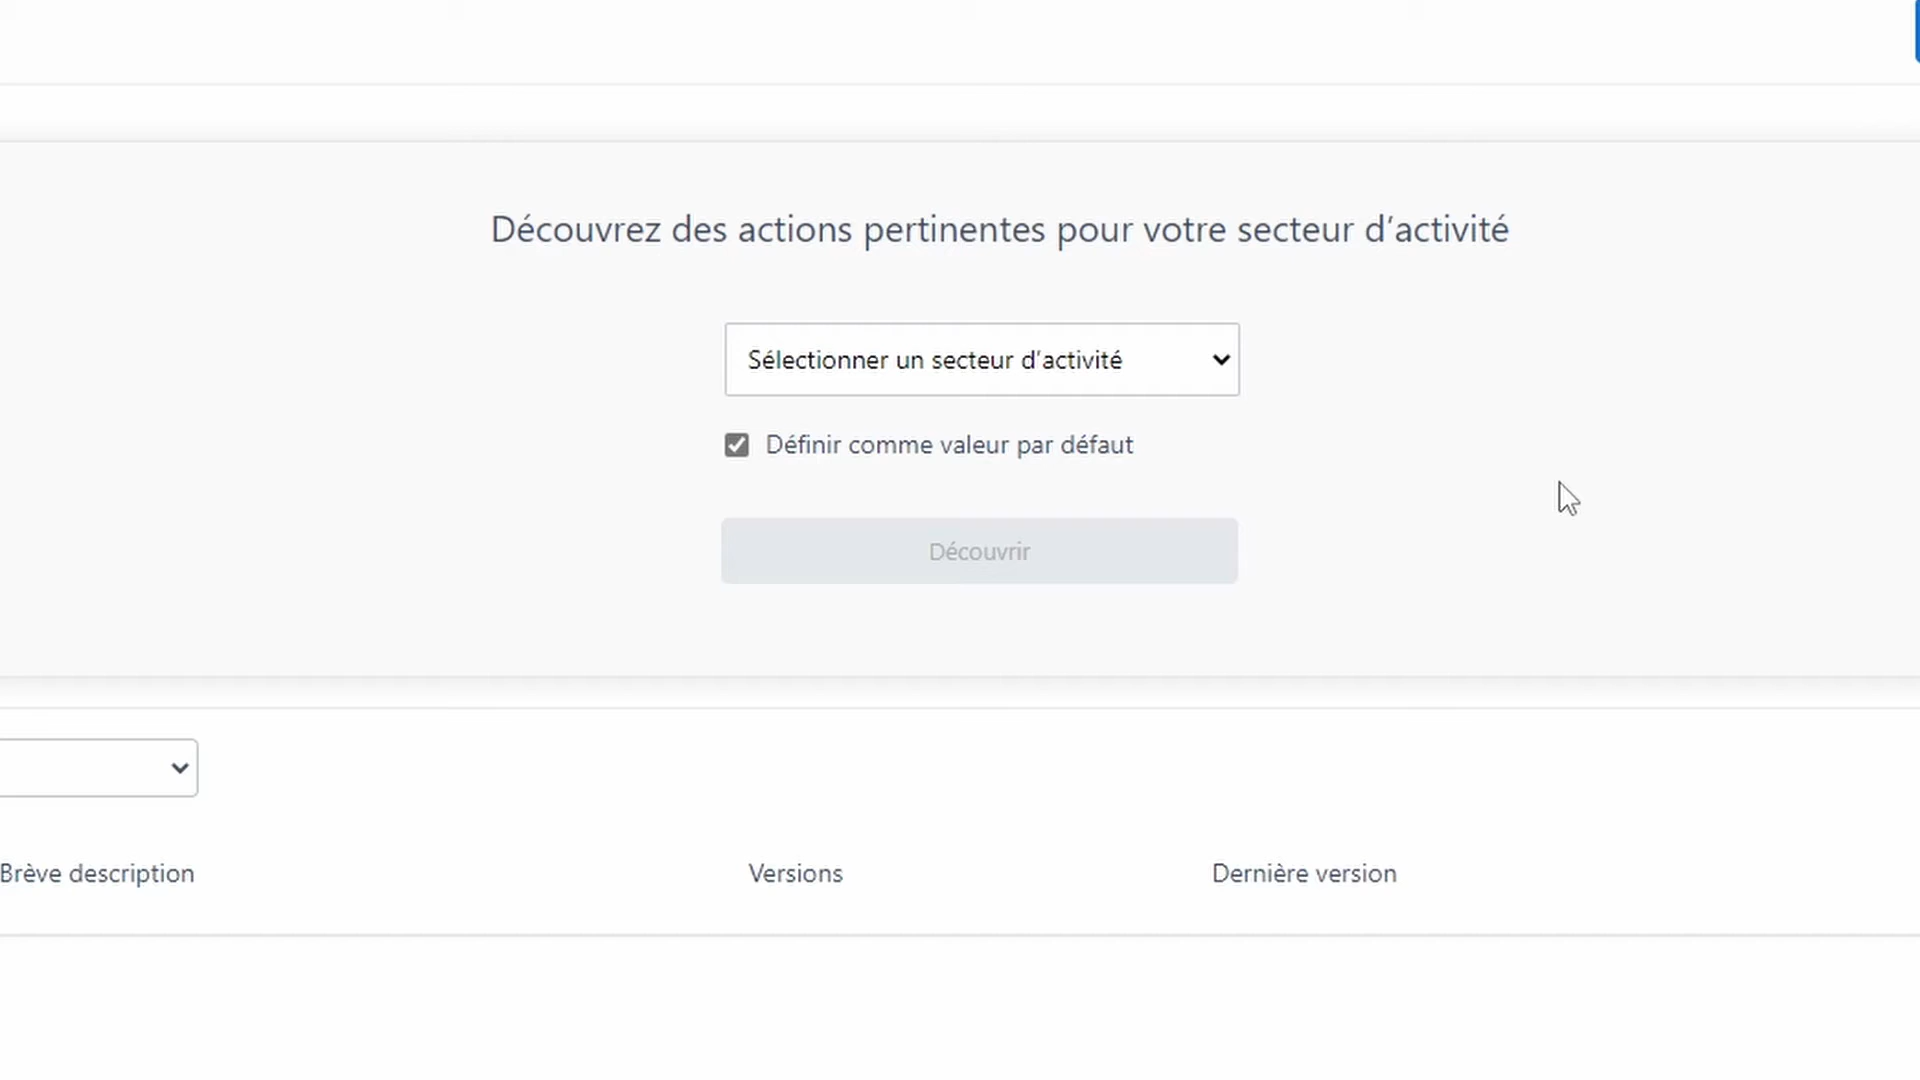 Découvrez des actions pertinentes pour votre secteur d’activité
Sélectionner un secteur d’activité
Définir comme valeur par défaut
Découvrir
Brève description
Versions
Dernière version